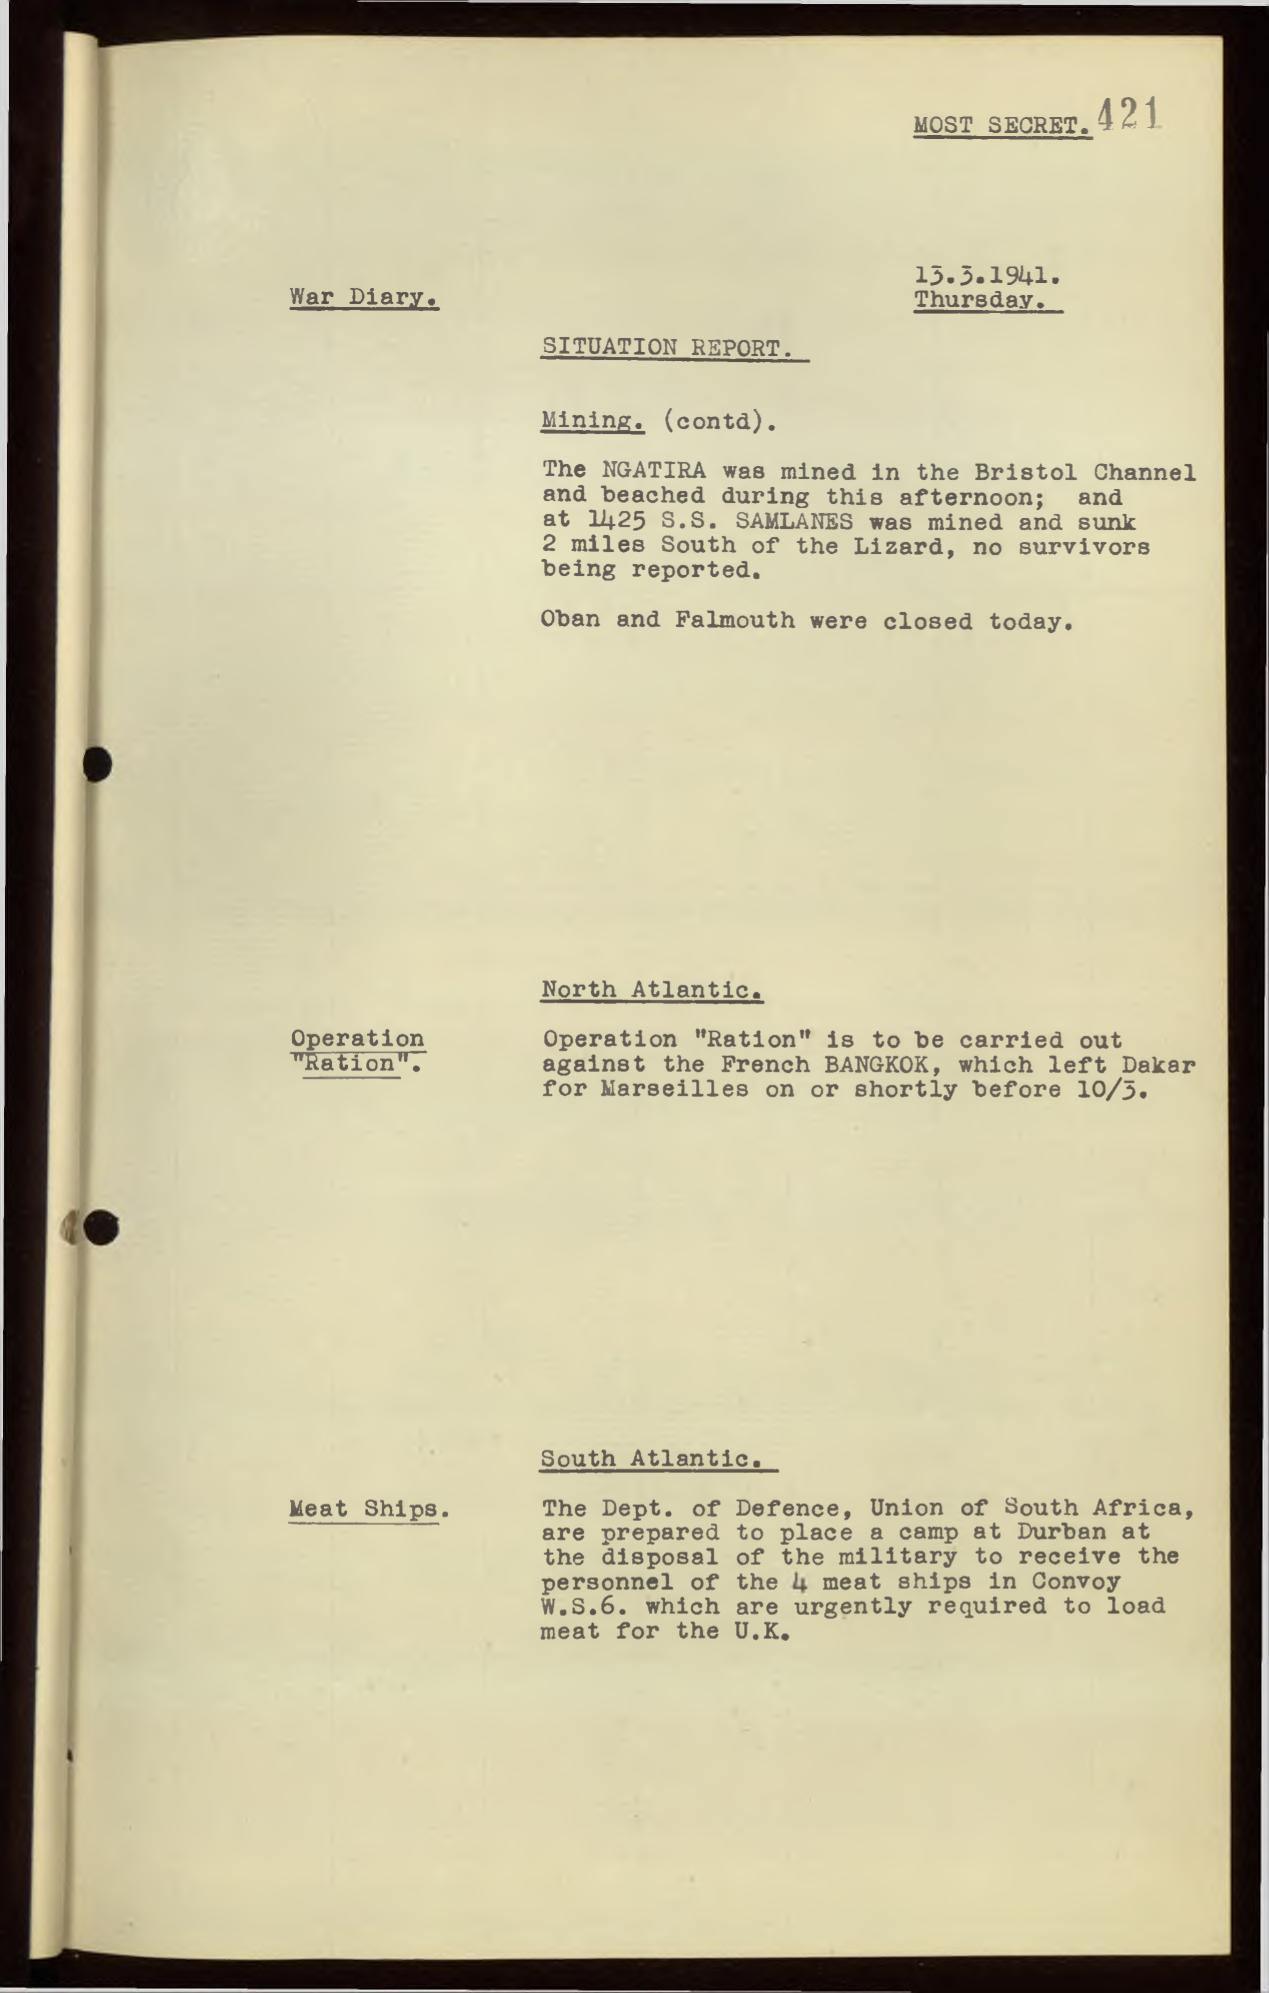 MOST SECRET. 421
13.3.1941.
War Diary.
Thursday.
SITUATION REPORT.
Mining. (contd).
The NGATIRA was mined in the Bristol Channel
and beached during this afternoon; and
at 1425 S.S. SAMLANES was mined and sunk
2 miles South of the Lizard, no survivors
being reported.
Oban and Falmouth were closed today.
North Atlantic.
Operation
"Ration".
Operation "Ration" is to be carried out
against the French BANGKOK, which left Dakar
for Marseilles on or shortly before 10/3.
South Atlantic.
Meat Ships.
The Dept. of Defence, Union of South Africa,
are prepared to place a camp at Durban at
the disposal of the military to receive the
personnel of the 4 meat ships in Convoy
W.S.6. which are urgently required to load
meat for the U.K.